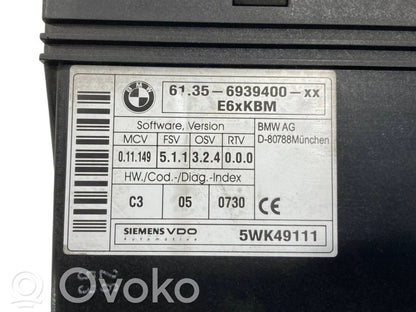 BMW
61.35 - 6939400 - xx
E6xKBM
Software, Version
MCV FSV OSV RTV
0.11.149 5.1.1 3.2.4 0.0.0
BMW AG
D-80788München
HW./Cod.-/Diag.-Index
C3 05 0730 CE
SIEMENS VDO
Automotive
5WK49111
OVOKO